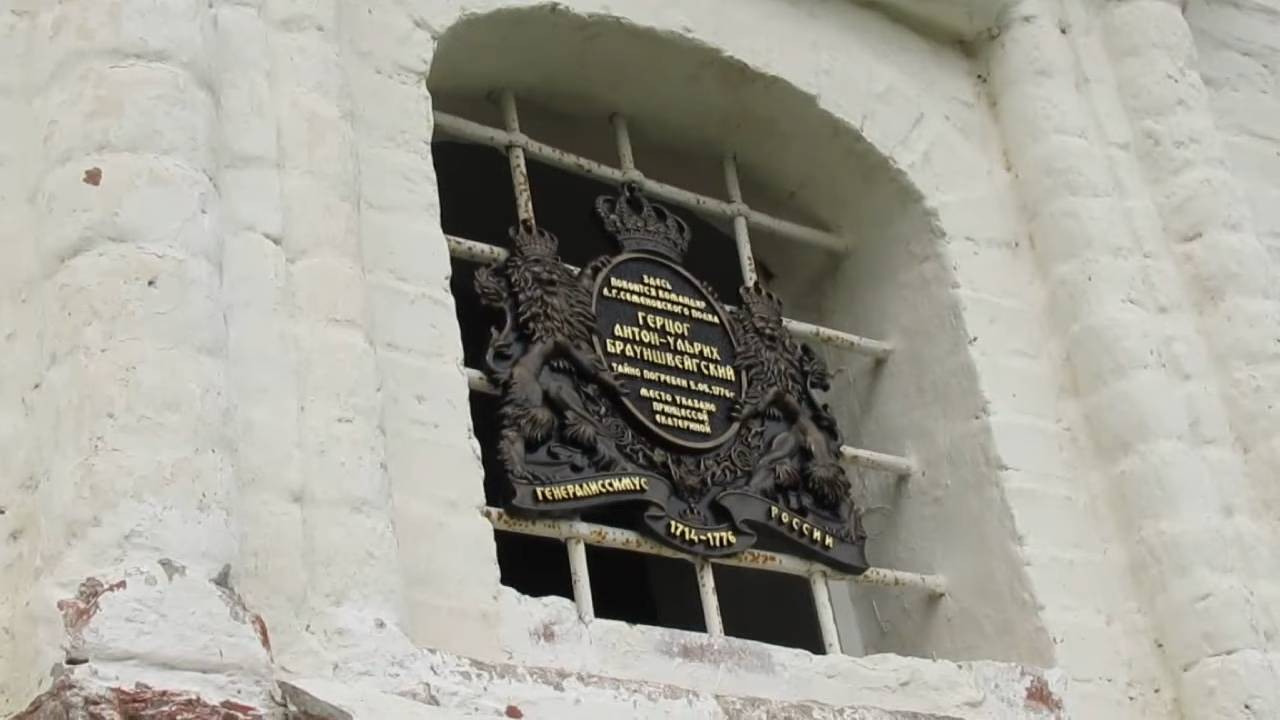 ЗДЕСЬ
ПОКОИТСЯ КОМАНДИР
Л.Г.СЕМЕНОВСКОГО ПОЛКА
ГЕРЦОГ
АНТОН-УЛЬРИХ
БРАУНШВЕЙГСКИЙ
ТАЙНО ПОГРЕБЕН 5.05.1776г
МЕСТО УКАЗАНО
ПРИНЦЕССОЙ
ЕКАТЕРИНОЙ
ГЕНЕРАЛИССИМУС
1714-1776
РОССИИ